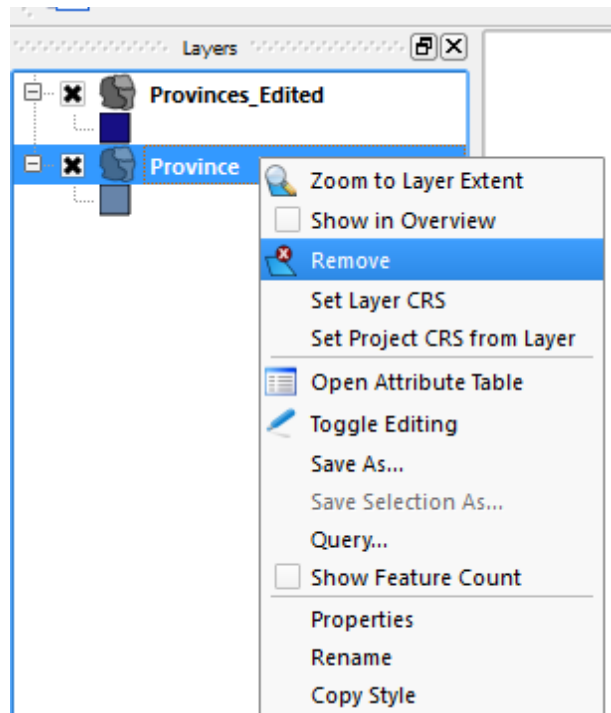 Layers
Provinces_Edited
Province
Zoom to Layer Extent
Show in Overview
Remove
Set Layer CRS
Set Project CRS from Layer
Open Attribute Table
Toggle Editing
Save As...
Save Selection As...
Query...
Show Feature Count
Properties
Rename
Copy Style